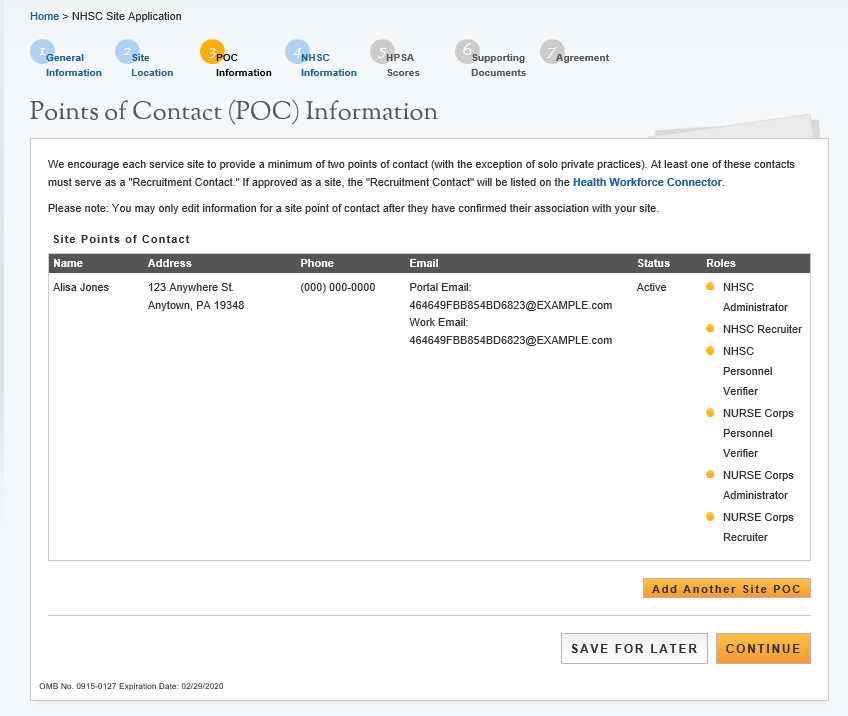 Home > NHSC Site Application
1 General Information
2 Site Location
3 POC Information
4 NHSC Information
5 HPSA Scores
6 Supporting Documents
7 Agreement
Points of Contact (POC) Information
We encourage each service site to provide a minimum of two points of contact (with the exception of solo private practices). At least one of these contacts
must serve as a "Recruitment Contact." If approved as a site, the "Recruitment Contact" will be listed on the Health Workforce Connector.
Please note: You may only edit information for a site point of contact after they have confirmed their association with your site.
Site Points of Contact
Name Address Phone Email Status Roles
Alisa Jones
123 Anywhere St.
Anytown, PA 19348
(000) 000-0000
Portal Email:
464649FBB854BD6823@EXAMPLE.com
Work Email:
464649FBB854BD6823@EXAMPLE.com
Active
NHSC
Administrator
NHSC Recruiter
NHSC
Personnel
Verifier
NURSE Corps
Personnel
Verifier
NURSE Corps
Administrator
NURSE Corps
Recruiter
Add Another Site POC
SAVE FOR LATER
CONTINUE
OMB No. 0915-0127 Expiration Date: 02/29/2020